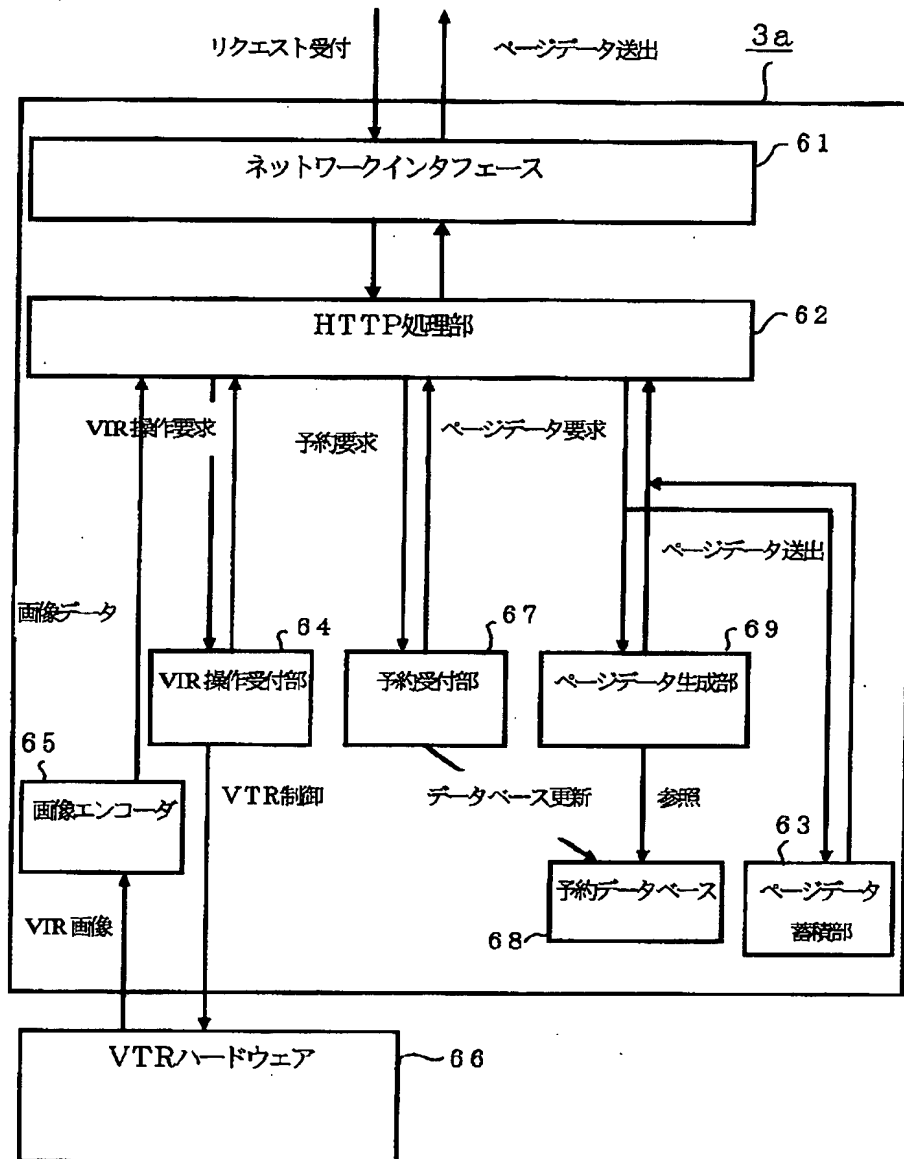 リクエスト受付
ページデータ送出
3a
ネットワークインタフェース
61
HTTP処理部
62
VTR操作要求
予約要求
ページデータ要求
ページデータ送出
画像データ
64
67
69
VTR操作受付部
予約受付部
ページデータ生成部
65
画像エンコーダ
VTR制御
データベース更新
参照
63
予約データベース
68
ページデータ
蓄積部
VTR画像
VTRハードウェア
66